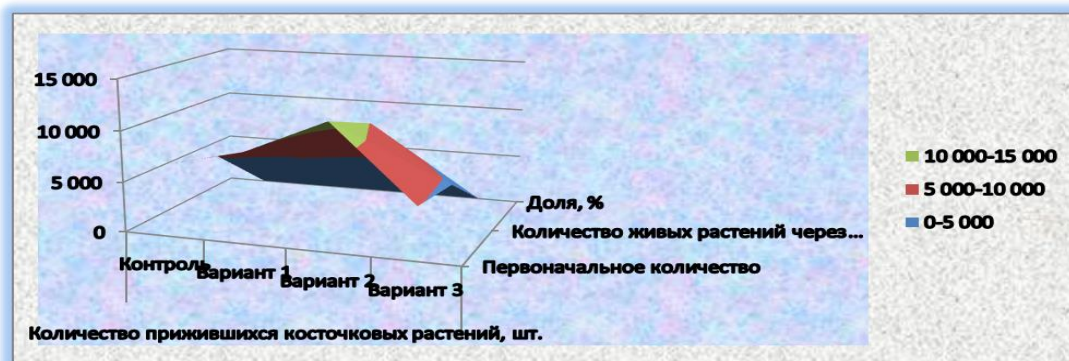 15 000
10 000
5 000
0
Контроль
Вариант 1
Вариант 2
Вариант 3
Доля, %
Количество живых растений через...
Первоначальное количество
Количество прижившихся косточковых растений, шт.
10 000-15 000
5 000-10 000
0-5 000